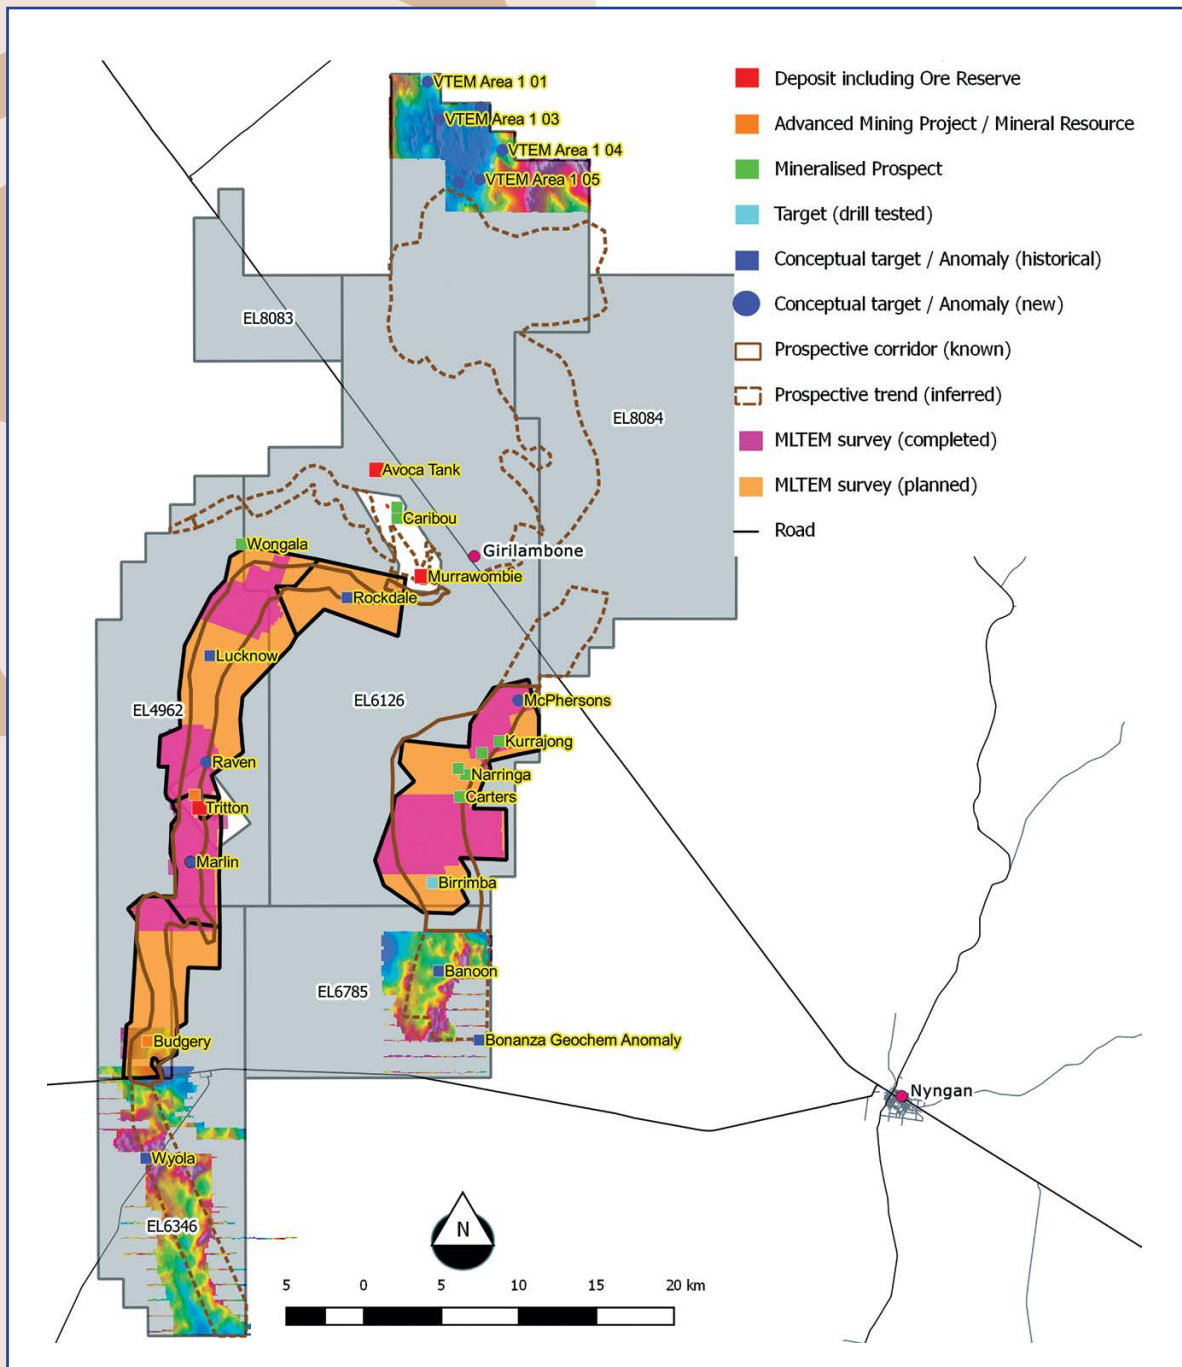 VTEM Area 1 01
VTEM Area 1 03
VTEM Area 1 04
VTEM Area 1 05
Deposit including Ore Reserve
Advanced Mining Project / Mineral Resource
Mineralised Prospect
Target (drill tested)
Conceptual target / Anomaly (historical)
Conceptual target / Anomaly (new)
Prospective corridor (known)
Prospective trend (inferred)
MLTEM survey (completed)
MLTEM survey (planned)
Road
EL8083
EL8084
Avoca Tank
Caribou
Wongala
Girilambone
Murrawombie
Rockdale
Lucknow
EL6126
McPhersons
EL4962
Kurrajong
Raven
Narringa
Carters
Tritton
Marlin
Birrimba
Banoon
EL6785
Budgery
Bonanza Geochem Anomaly
Nyngan
Wyola
EL6346
N
5 0 5 10 15 20 km